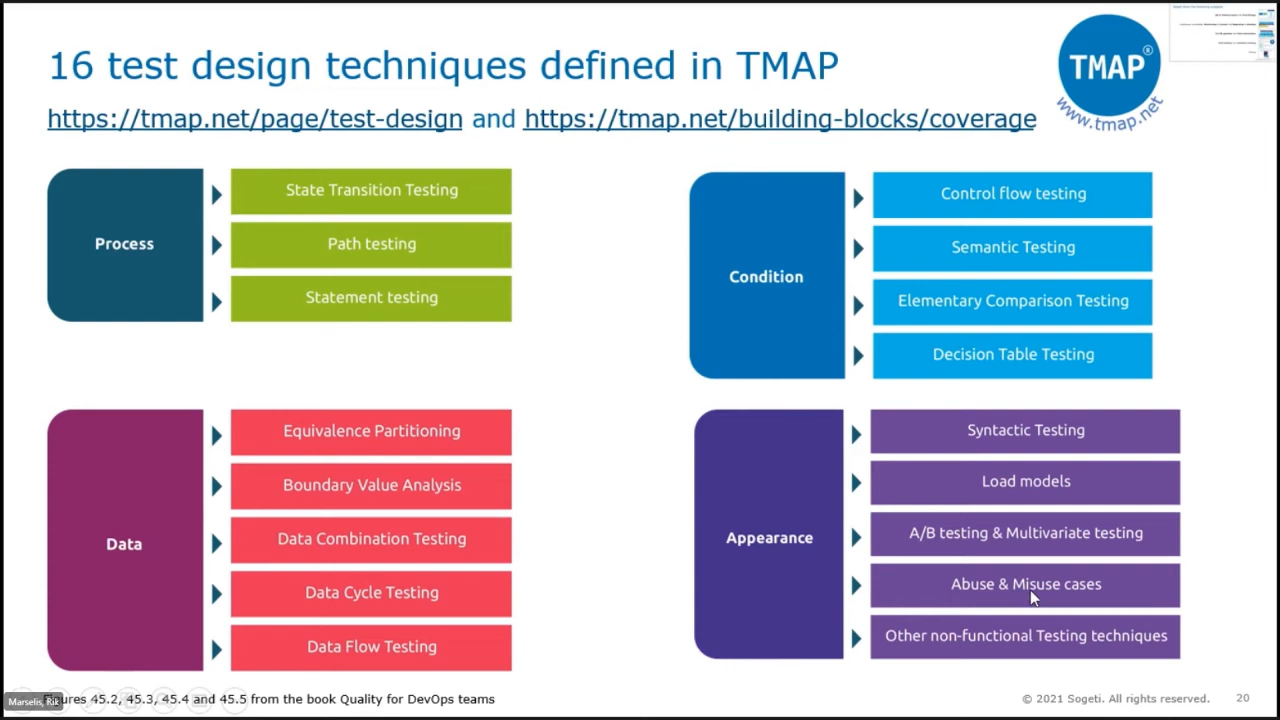 16 test design techniques defined in TMAP
https://tmap.net/page/test-design and https://tmap.net/building-blocks/coverage
TMAP®
www.tmap.net
Process
State Transition Testing
Path testing
Statement testing
Condition
Control flow testing
Semantic Testing
Elementary Comparison Testing
Decision Table Testing
Data
Equivalence Partitioning
Boundary Value Analysis
Data Combination Testing
Data Cycle Testing
Data Flow Testing
Appearance
Syntactic Testing
Load models
A/B testing & Multivariate testing
Abuse & Misuse cases
Other non-functional Testing techniques
Figures 45.2, 45.3, 45.4 and 45.5 from the book Quality for DevOps teams
Marselis, Rik
© 2021 Sogeti. All rights reserved.
20